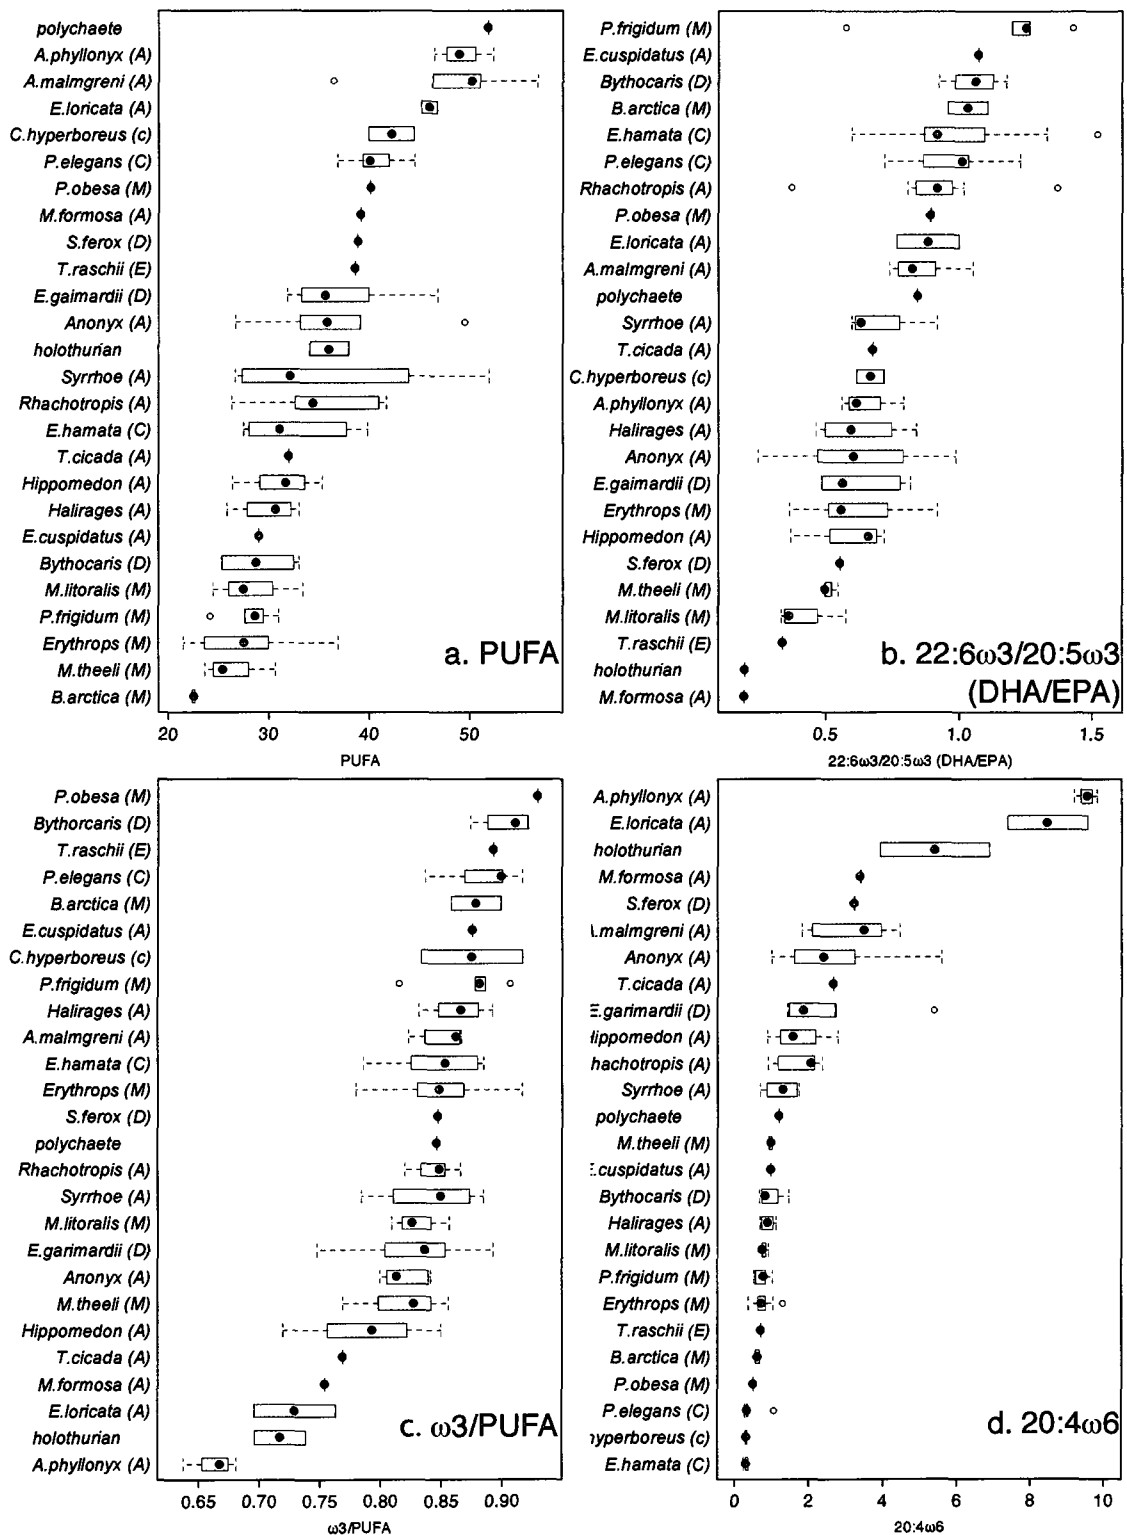 polychaete
A.phyllonyx (A)
A.malmgreni (A)
E.loricata (A)
C.hyperboreus (c)
P.elegans (C)
P.obesa (M)
M.formosa (A)
S.ferox (D)
T.raschii (E)
E.gaimardii (D)
Anonyx (A)
holothurian
Syrrhoe (A)
Rhachotropis (A)
E.hamata (C)
T.cicada (A)
Hippomedon (A)
Halirages (A)
E.cuspidatus (A)
Bythocaris (D)
M.litoralis (M)
P.frigidum (M)
Erythrops (M)
M.theeli (M)
B.arctica (M)
a. PUFA
20 30 40 50
PUFA
P.frigidum (M)
E.cuspidatus (A)
Bythocaris (D)
B.arctica (M)
E.hamata (C)
P.elegans (C)
Rhachotropis (A)
P.obesa (M)
E.loricata (A)
A.malmgreni (A)
polychaete
Syrrhoe (A)
T.cicada (A)
C.hyperboreus (c)
A.phyllonyx (A)
Halirages (A)
Anonyx (A)
E.gaimardii (D)
Erythrops (M)
Hippomedon (A)
S.ferox (D)
M.theeli (M)
M.litoralis (M)
T.raschii (E)
holothurian
M.formosa (A)
b. 22:6ω3/20:5ω3
(DHA/EPA)
0.5 1.0 1.5
22:6ω3/20:5ω3 (DHA/EPA)
P.obesa (M)
Bythorcaris (D)
T.raschii (E)
P.elegans (C)
B.arctica (M)
E.cuspidatus (A)
C.hyperboreus (c)
P.frigidum (M)
Halirages (A)
A.malmgreni (A)
E.hamata (C)
Erythrops (M)
S.ferox (D)
polychaete
Rhachotropis (A)
Syrrhoe (A)
M.litoralis (M)
E.garimardii (D)
Anonyx (A)
M.theeli (M)
Hippomedon (A)
T.cicada (A)
M.formosa (A)
E.loricata (A)
holothurian
A.phyllonyx (A)
c. ω3/PUFA
0.65 0.70 0.75 0.80 0.85 0.90
ω3/PUFA
A.phyllonyx (A)
E.loricata (A)
holothurian
M.formosa (A)
S.ferox (D)
.malmgreni (A)
Anonyx (A)
T.cicada (A)
E.garimardii (D)
lippomedon (A)
hachotropis (A)
Syrrhoe (A)
polychaete
M.theeli (M)
.cuspidatus (A)
Bythocaris (D)
Halirages (A)
M.litoralis (M)
P.frigidum (M)
Erythrops (M)
T.raschii (E)
B.arctica (M)
P.obesa (M)
P.elegans (C)
hyperboreus (c)
E.hamata (C)
d. 20:4ω6
0 2 4 6 8 10
20:4ω6